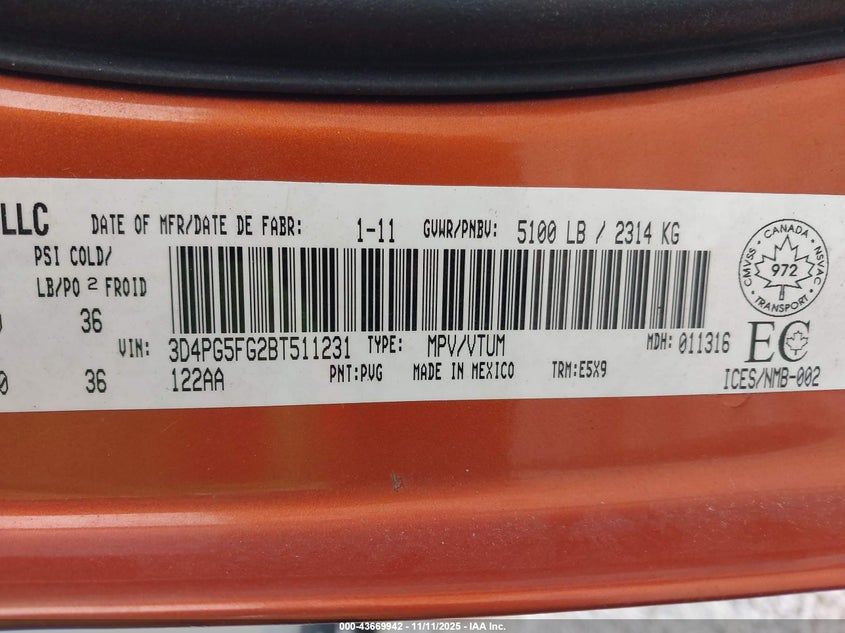 LLC DATE OF MFR/DATE DE FABR: 1-11 GVWR/PNBV: 5100 LB / 2314 KG
PSI COLD/
LB/PO 2 FROID
36
VIN: 3D4PG5FG2BT511231 TYPE: MPV/VTUM MDH: 011316
0 36 122AA PNT:PVG MADE IN MEXICO TRM:E5X9 ICES/NMB-002
CANADA
CMVSS 972 NSVAC
TRANSPORT
EC
000-43669942 - 11/11/2025 - IAA Inc.